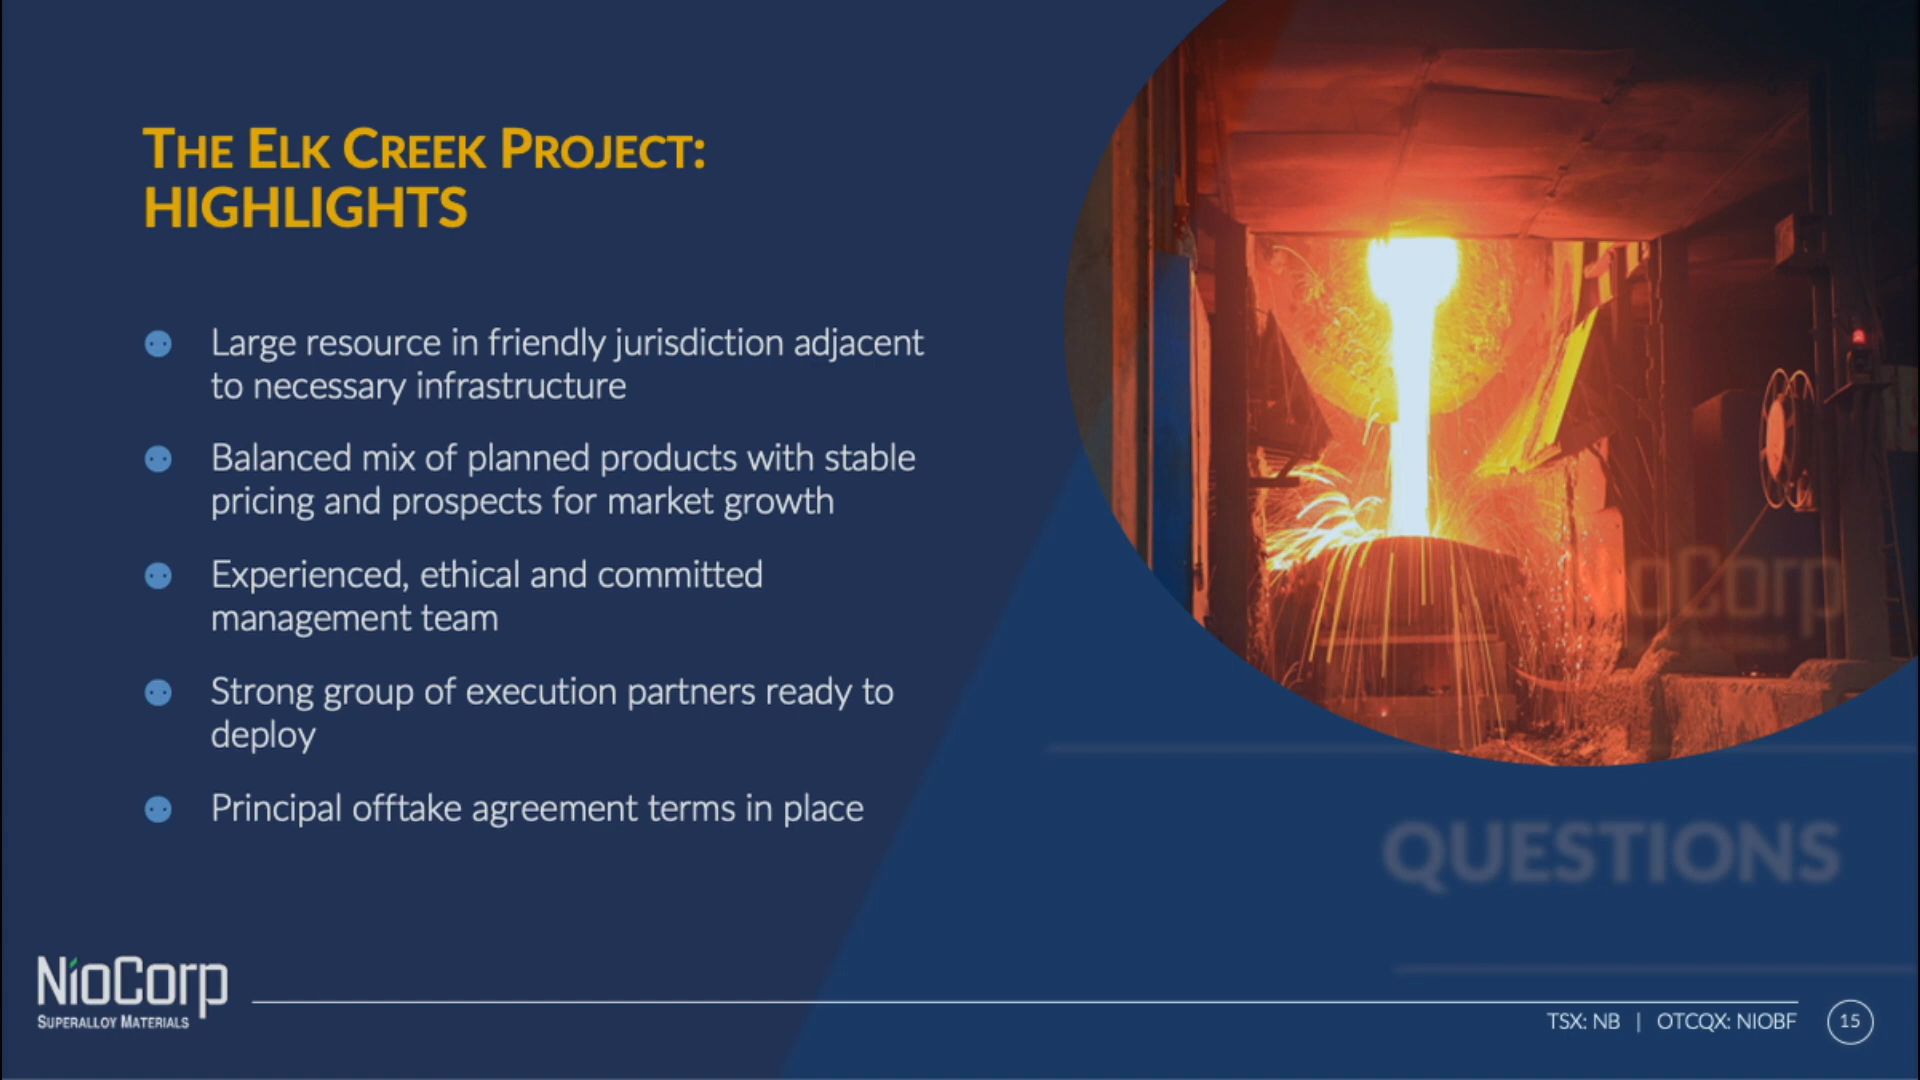 THE ELK CREEK PROJECT:
HIGHLIGHTS
Large resource in friendly jurisdiction adjacent
to necessary infrastructure
Balanced mix of planned products with stable
pricing and prospects for market growth
Experienced, ethical and committed
management team
Strong group of execution partners ready to
deploy
Principal offtake agreement terms in place
oCorp
QUESTIONS
NioCorp
SUPERALLOY MATERIALS
TSX: NB | OTCQX: NIOBF
15